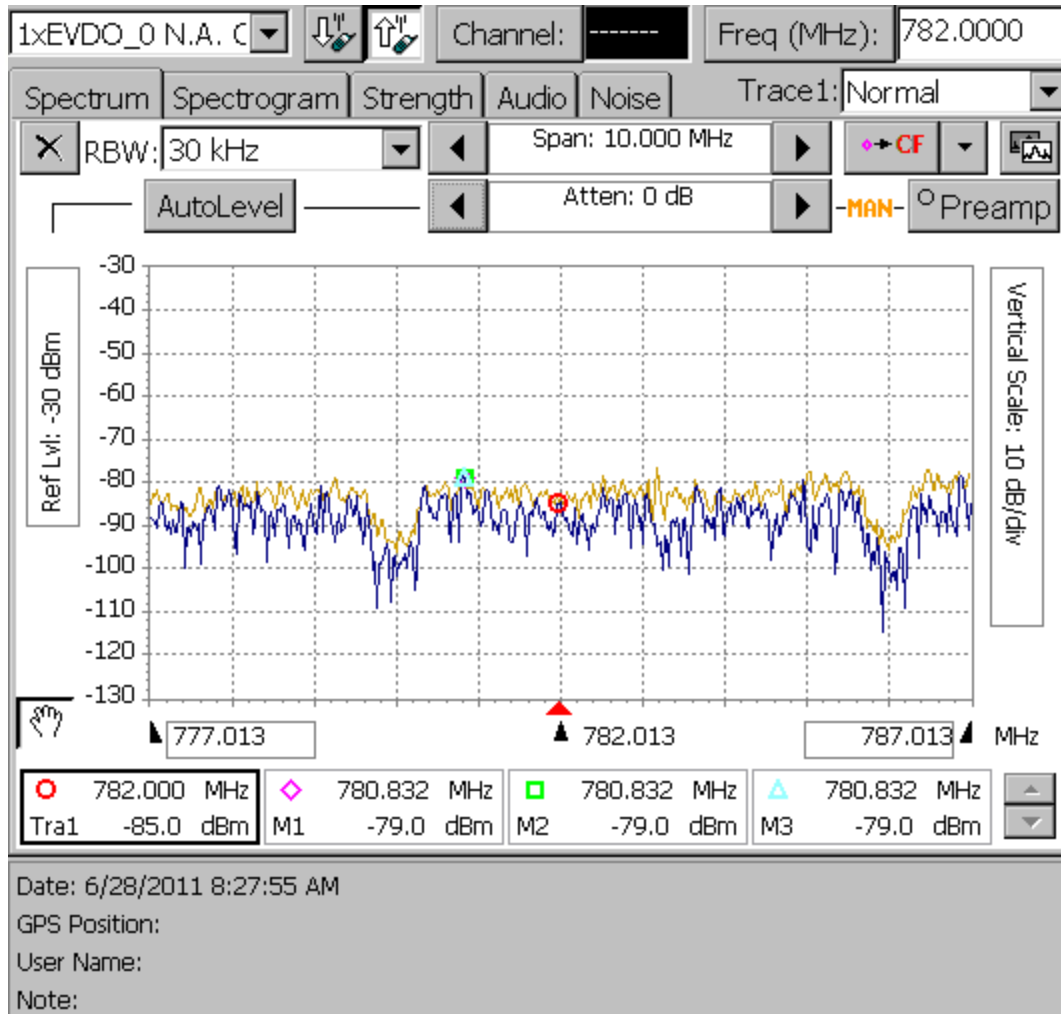 1xEVDO_0 N.A. C Channel: ------- Freq (MHz): 782.0000
Spectrum Spectrogram Strength Audio Noise Trace1: Normal
RBW: 30 kHz Span: 10.000 MHz CF
AutoLevel Atten: 0 dB -MAN- Preamp
Ref Lvl: -30 dBm
-30
-40
-50
-60
-70
-80
-90
-100
-110
-120
-130
Vertical Scale: 10 dB/div
777.013 782.013 787.013 MHz
782.000 MHz 780.832 MHz 780.832 MHz 780.832 MHz
Tra1 -85.0 dBm M1 -79.0 dBm M2 -79.0 dBm M3 -79.0 dBm
Date: 6/28/2011 8:27:55 AM
GPS Position:
User Name:
Note: